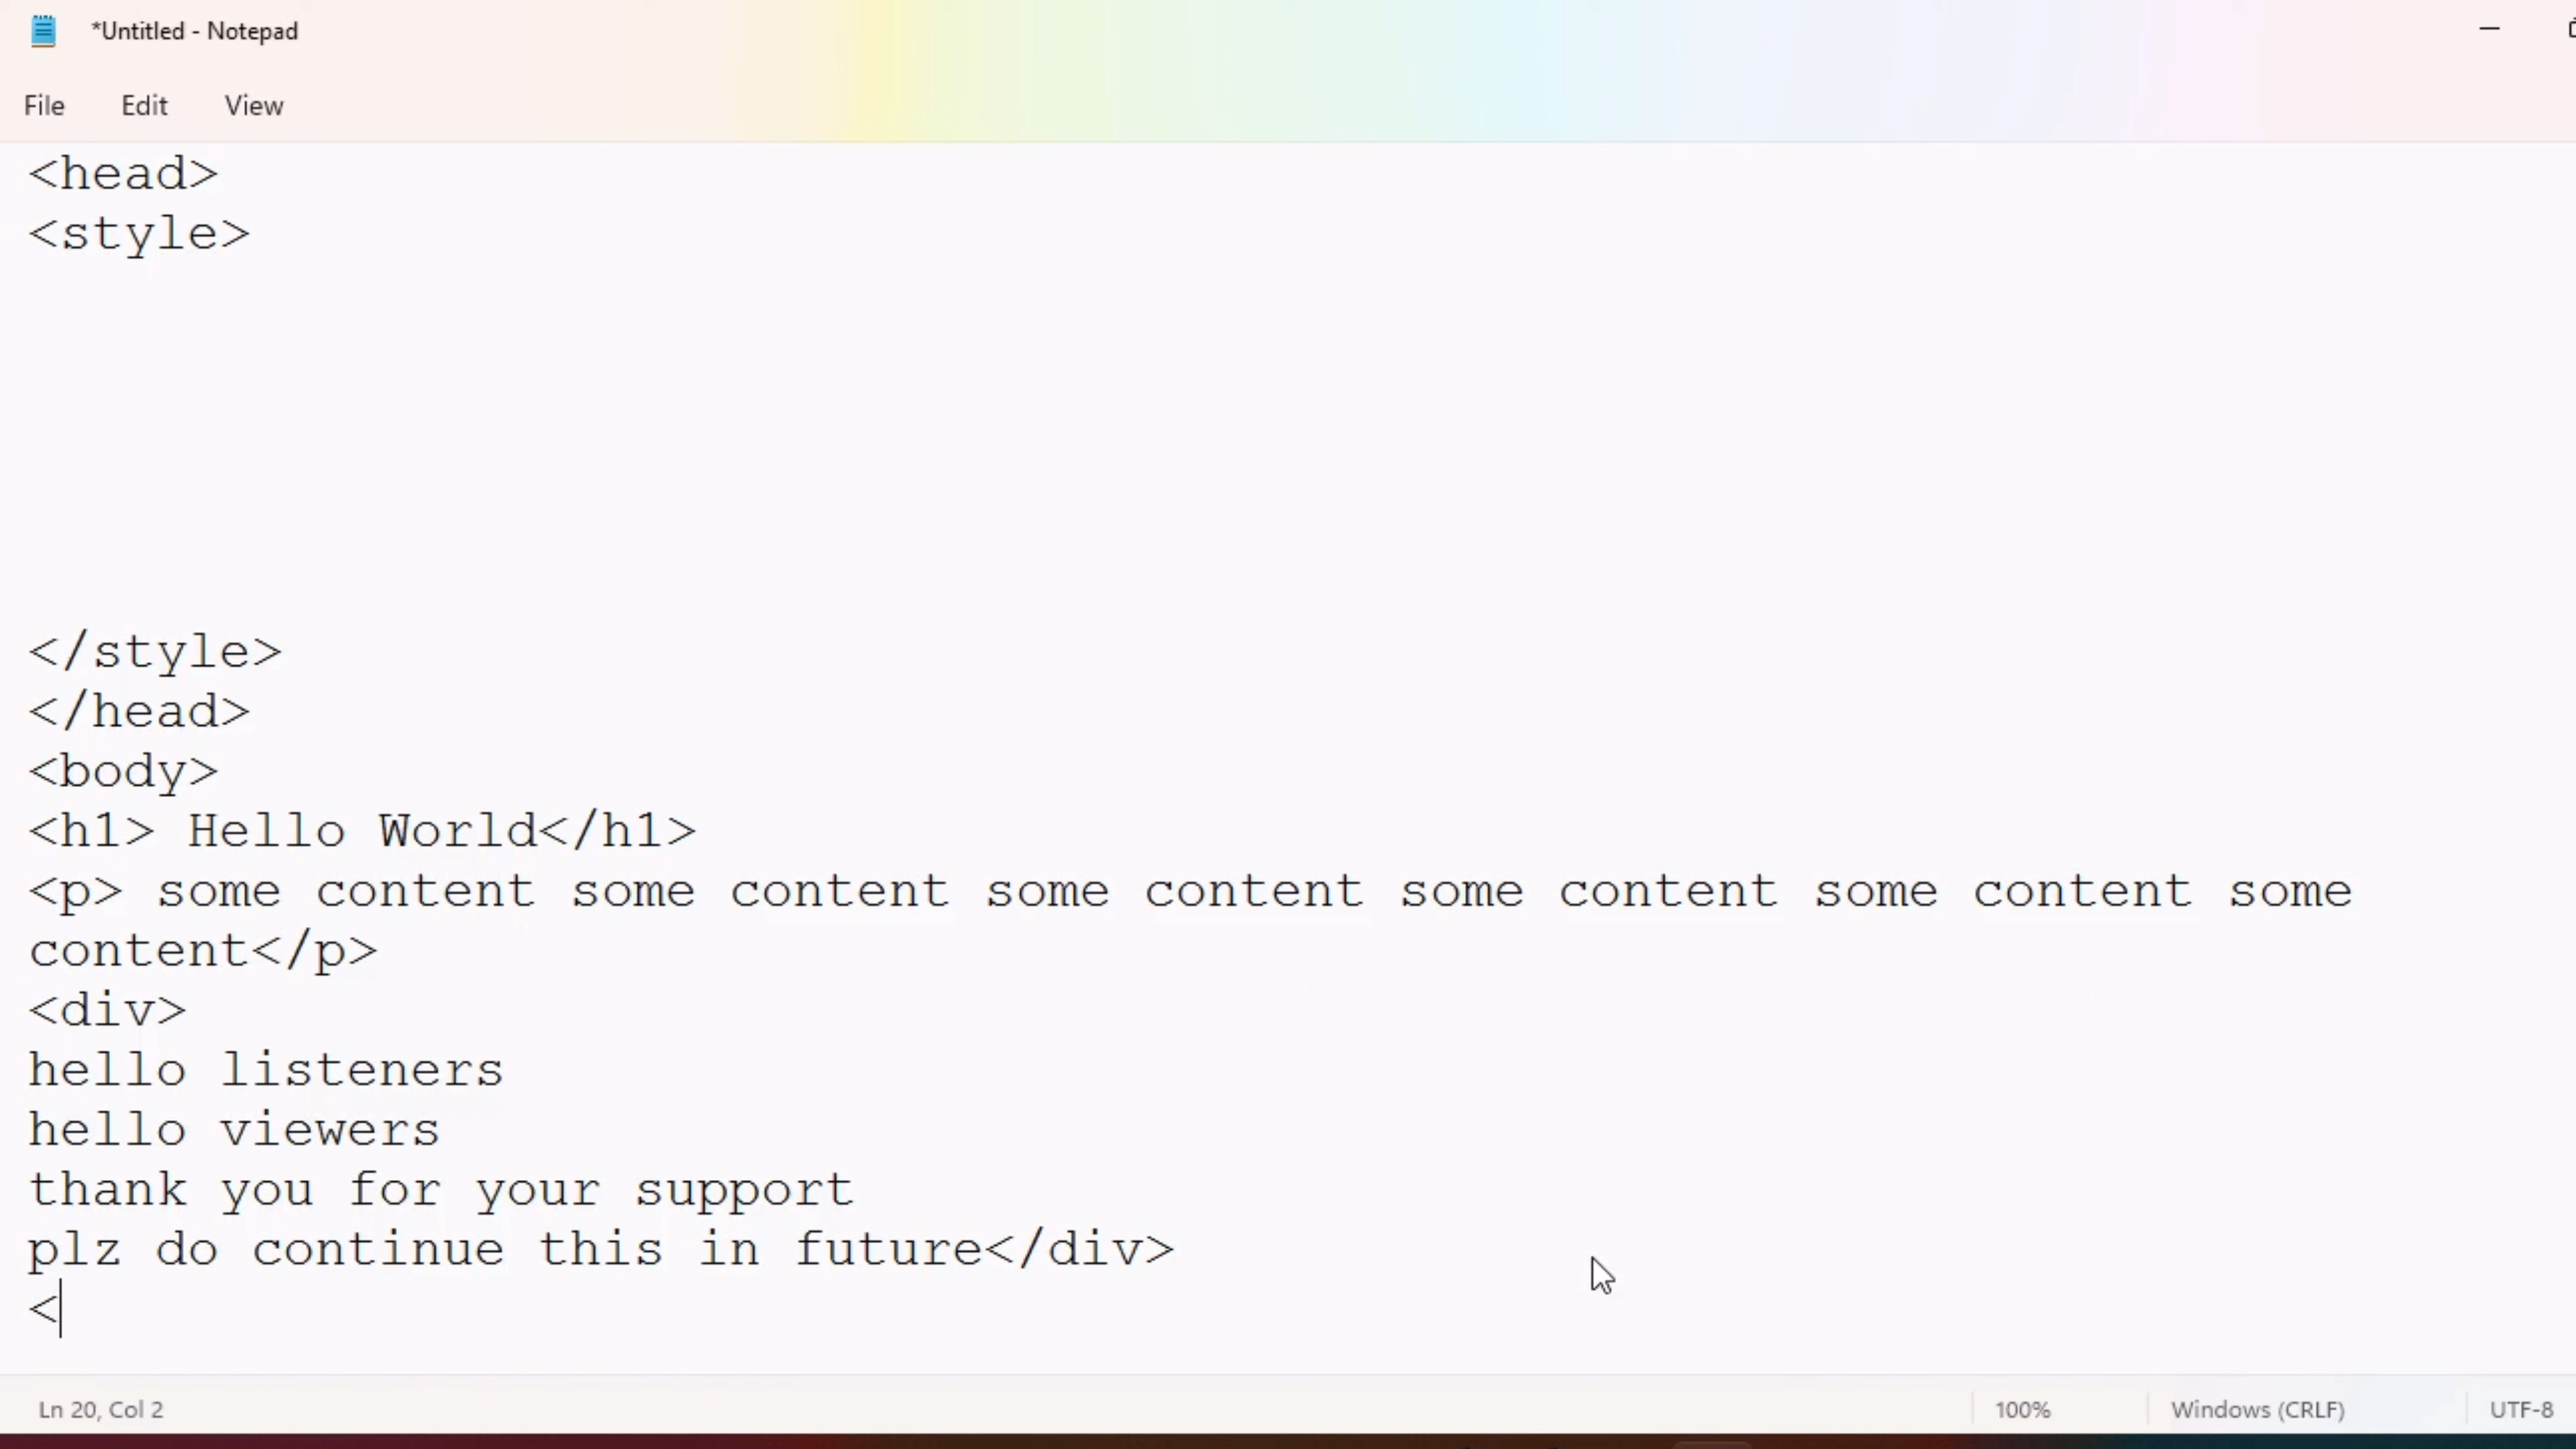 *Untitled - Notepad
File Edit View
<head>
<style>
</style>
</head>
<body>
<h1> Hello World</h1>
<p> some content some content some content some content some content some
content</p>
<div>
hello listeners
hello viewers
thank you for your support
plz do continue this in future</div>
<
Ln 20, Col 2 100% Windows (CRLF) UTF-8